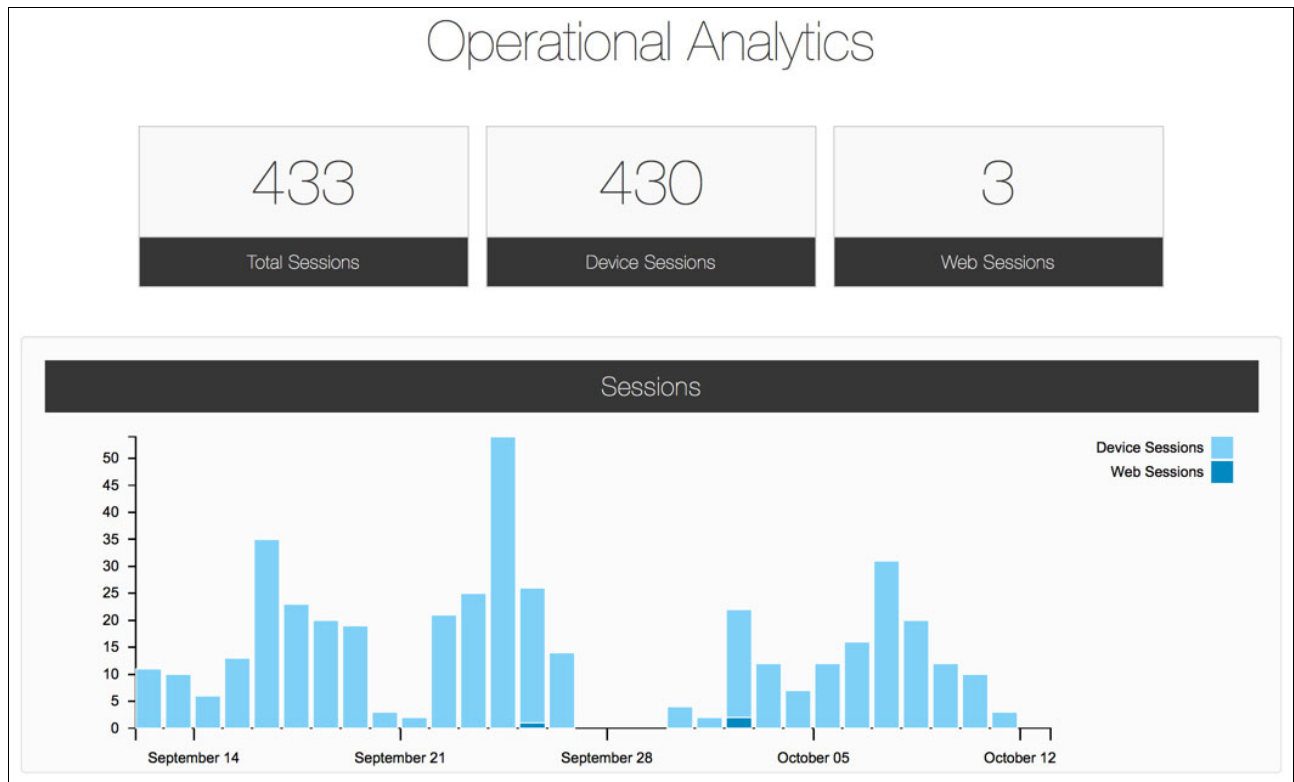 Operational Analytics
433
430
3
Total Sessions
Device Sessions
Web Sessions
Sessions
Device Sessions
Web Sessions
50
45
40
35
30
25
20
15
10
5
0
September 14
September 21
September 28
October 05
October 12